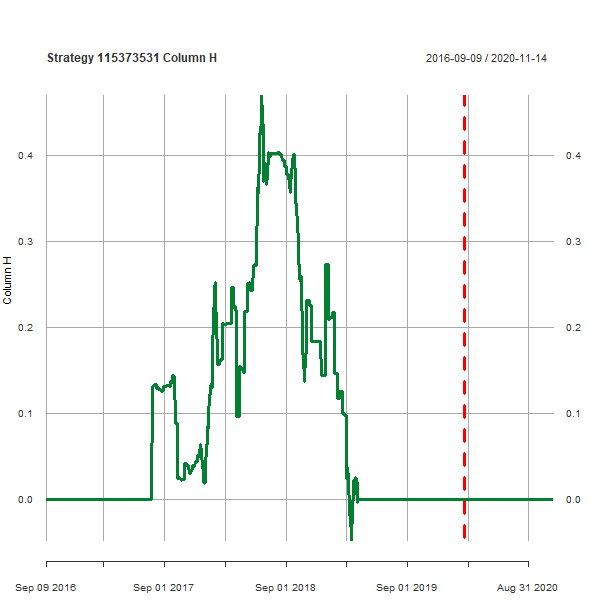 Strategy 115373531 Column H
2016-09-09 / 2020-11-14
Column H
0.4
0.3
0.2
0.1
0.0
0.4
0.3
0.2
0.1
0.0
Sep 09 2016
Sep 01 2017
Sep 01 2018
Sep 01 2019
Aug 31 2020